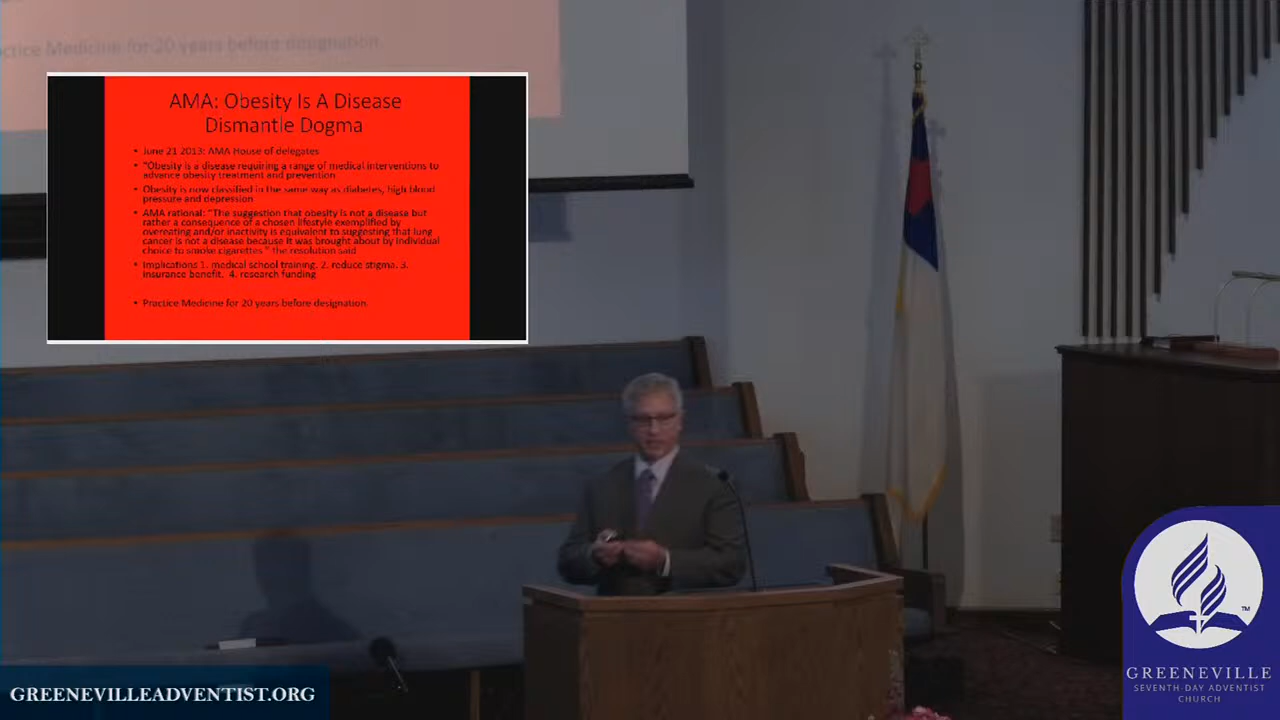 ctice Medicine for 20 years before designation.
AMA: Obesity Is A Disease
Dismantle Dogma
• June 21 2013: AMA House of delegates
• "Obesity is a disease requiring a range of medical interventions to
advance obesity treatment and prevention
• Obesity is now classified in the same way as diabetes, high blood
pressure and depression
• AMA rational: "The suggestion that obesity is not a disease but
rather a consequence of a chosen lifestyle exemplified by
overeating and/or inactivity is equivalent to suggesting that lung
cancer is not a disease because it was brought about by individual
choice to smoke cigarettes." the resolution said
• Implications 1. medical school training. 2. reduce stigma. 3.
insurance benefit. 4. research funding
• Practice Medicine for 20 years before designation.
GREENEVILLEADVENTIST.ORG
TM
GREENEVILLE
SEVENTH-DAY ADVENTIST
CHURCH